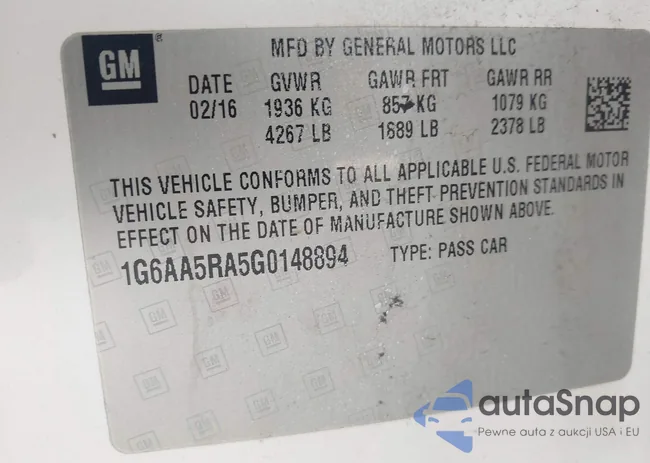 GM
MFD BY GENERAL MOTORS LLC
DATE GVWR GAWR FRT GAWR RR
02/16 1936 KG 857 KG 1079 KG
4267 LB 1889 LB 2378 LB
THIS VEHICLE CONFORMS TO ALL APPLICABLE U.S. FEDERAL MOTOR
VEHICLE SAFETY, BUMPER, AND THEFT PREVENTION STANDARDS IN
EFFECT ON THE DATE OF MANUFACTURE SHOWN ABOVE.
1G6AA5RA5G0148894 TYPE: PASS CAR
autoSnap
Pewne auta z aukcji USA i EU